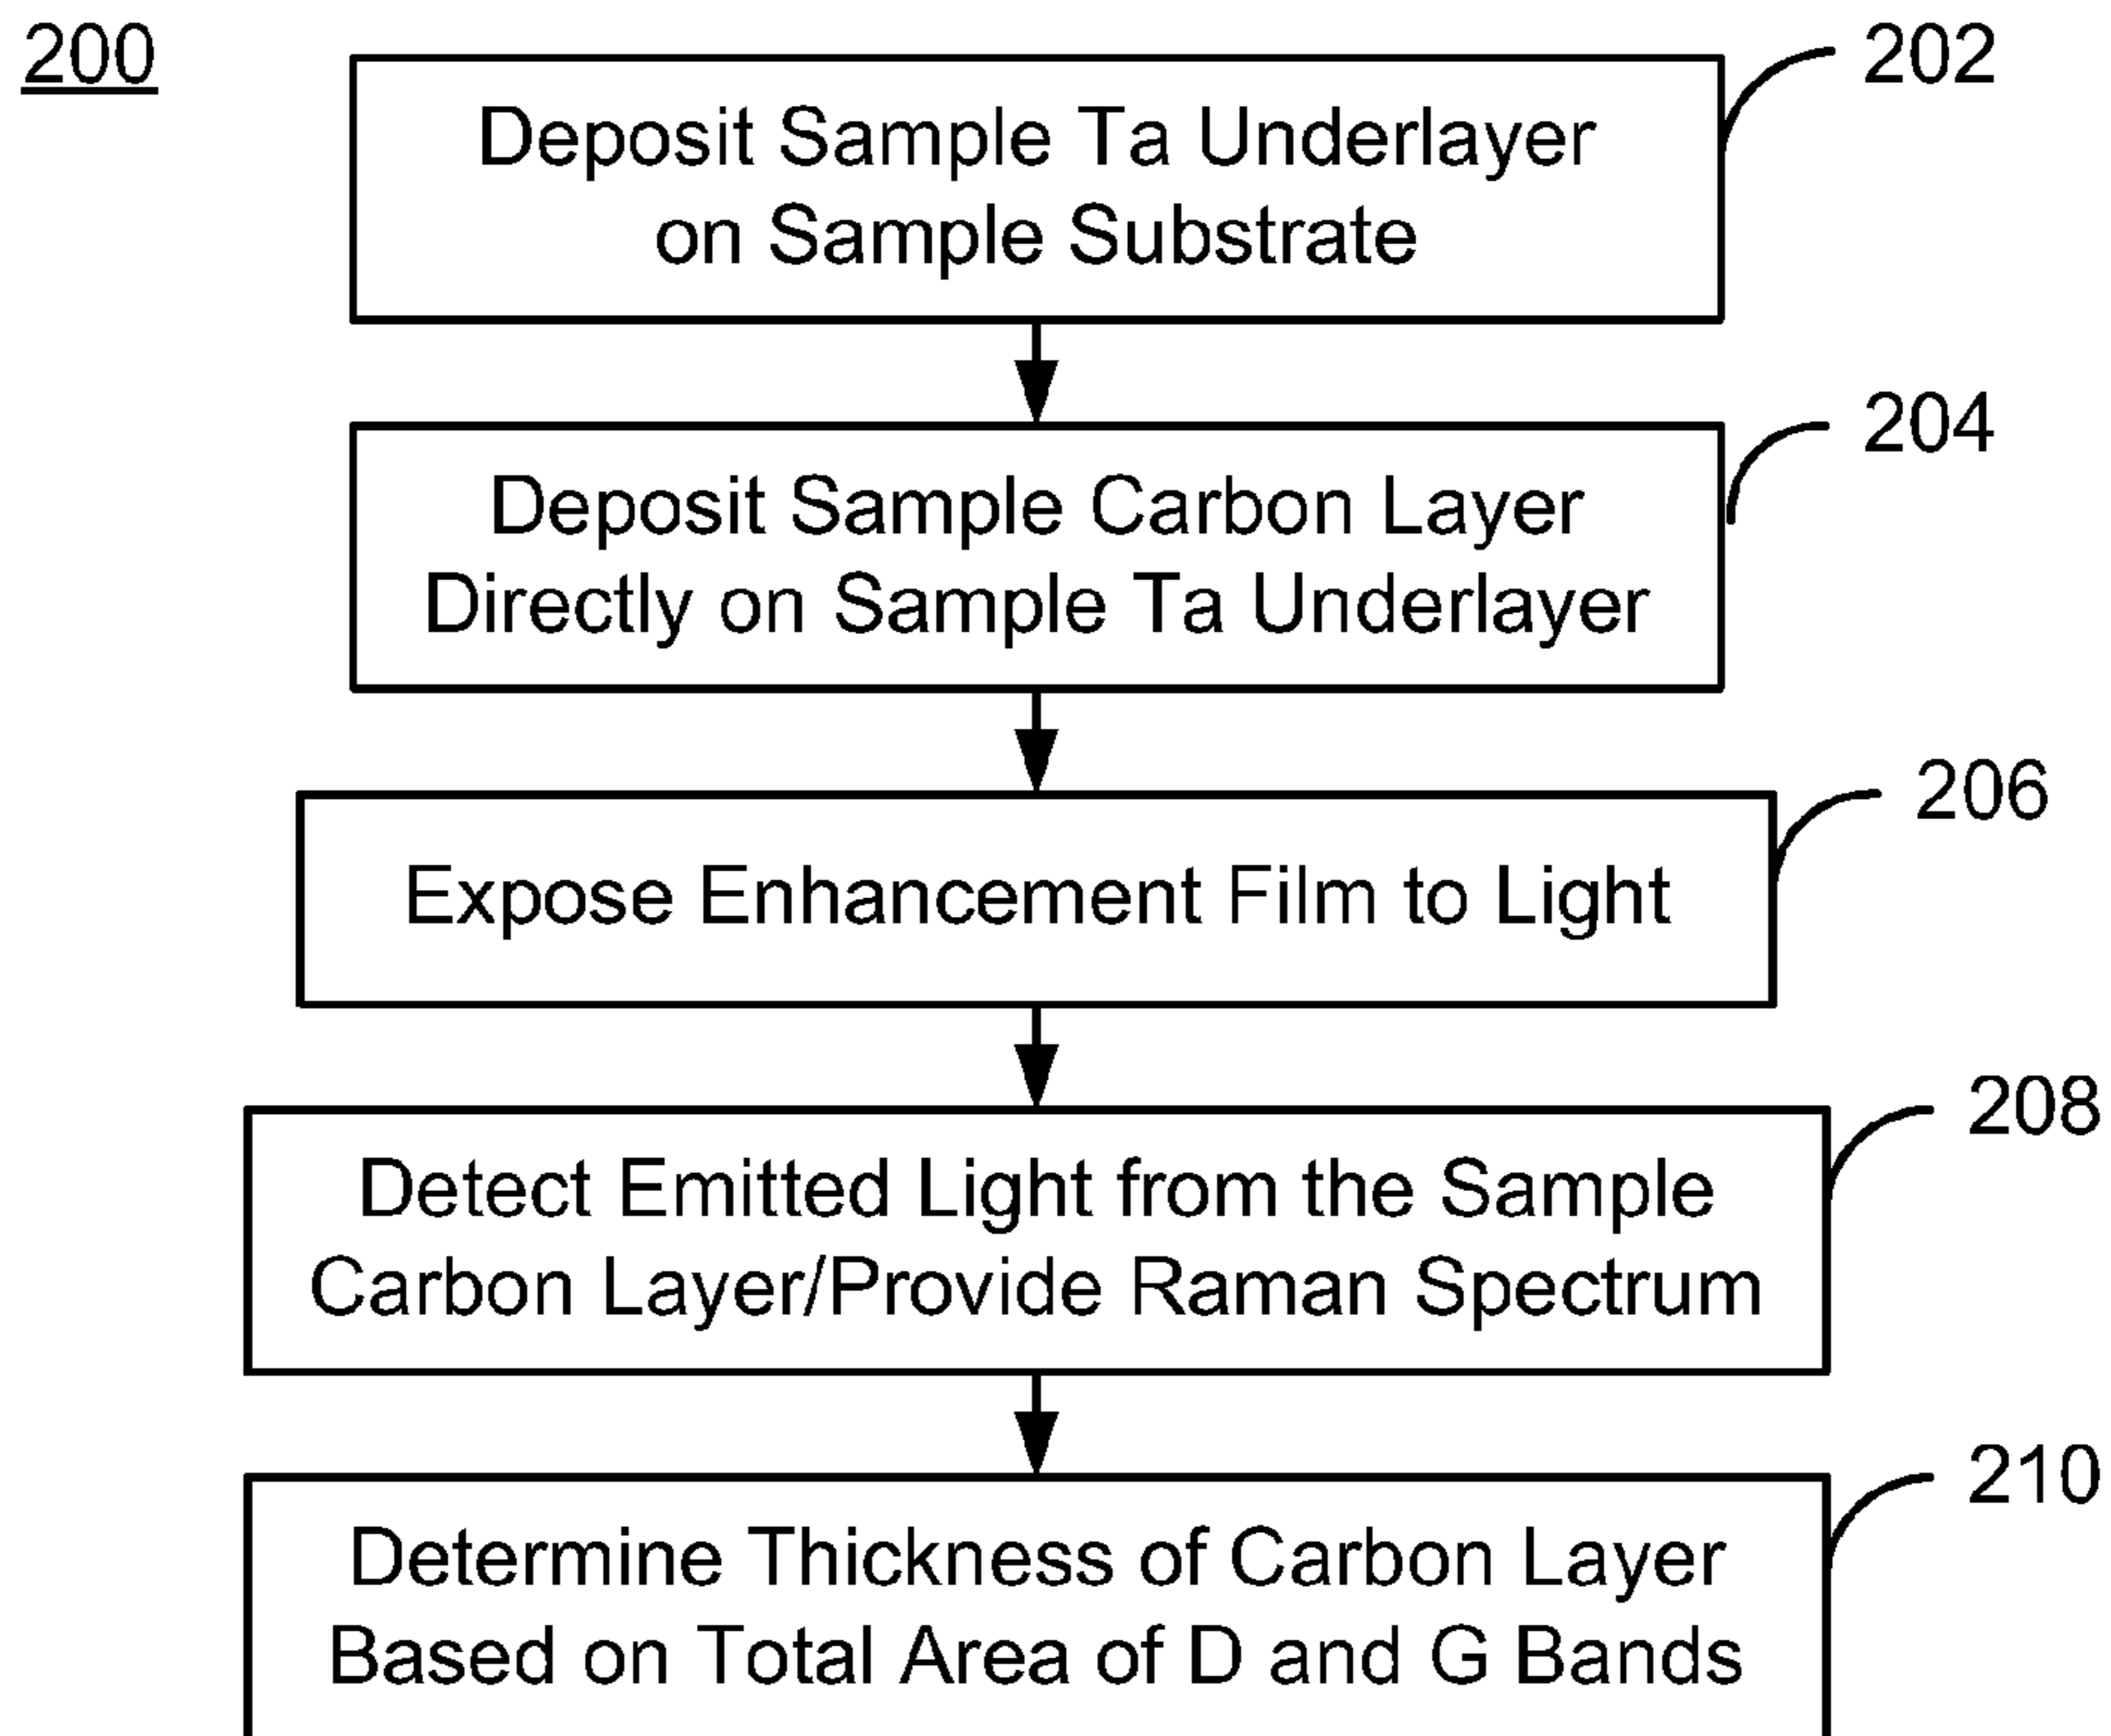 200
202
Deposit Sample Ta Underlayer
on Sample Substrate
204
Deposit Sample Carbon Layer
Directly on Sample Ta Underlayer
206
Expose Enhancement Film to Light
208
Detect Emitted Light from the Sample
Carbon Layer/Provide Raman Spectrum
210
Determine Thickness of Carbon Layer
Based on Total Area of D and G Bands